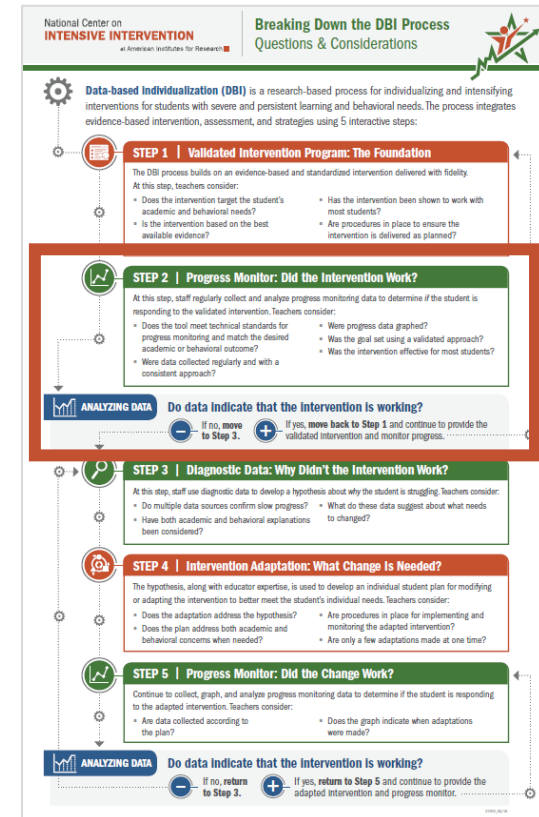 National Center on
INTENSIVE INTERVENTION
at American Institutes for Research
Breaking Down the DBI Process
Questions & Considerations
Data-based individualization (DBI) is a research-based process for individualizing and intensifying
interventions for students with severe and persistent learning and behavioral needs. The process integrates
evidence-based intervention, assessment, and strategies using 5 interactive steps:
STEP 1 | Validated Intervention Program: The Foundation
The DBI process builds on an evidence-based and standardized intervention delivered with fidelity.
At this step, teachers consider:
Does the intervention target the student's
academic and behavioral needs?
Is the intervention based on the best
available evidence?
Has the intervention been shown to work with
most students?
Are procedures in place to ensure the
intervention is delivered as planned?
STEP 2 | Progress Monitor: Did the Intervention Work?
At this step, staff regularly collect and analyze progress monitoring data to determine if the student is
responding to the validated intervention. Teachers consider:
Does the tool meet technical standards for
progress monitoring and match the desired
academic or behavioral outcome?
Were data collected regularly and with a
consistent approach?
Were progress data graphed?
Was the goal set using a validated approach?
Was the intervention effective for most students?
ANALYZING DATA
Do data indicate that the intervention is working?
If no, move
to Step 3.
If yes, move back to Step 1 and continue to provide the
validated intervention and monitor progress.
STEP 3 | Diagnostic Data: Why Didn't the Intervention Work?
At this step, staff use diagnostic data to develop a hypothesis about why the student is struggling. Teachers consider:
Do multiple data sources confirm slow progress?
Have both academic and behavioral explanations
been considered?
What do these data suggest about what needs
to changed?
STEP 4 | Intervention Adaptation: What Change Is Needed?
The hypothesis, along with educator expertise, is used to develop an individual student plan for modifying
or adapting the intervention to better meet the student's individual needs. Teachers consider:
Does the adaptation address the hypothesis?
Does the plan address both academic and
behavioral concerns when needed?
Are procedures in place for implementing and
monitoring the adapted intervention?
Are only a few adaptations made at one time?
STEP 5 | Progress Monitor: Did the Change Work?
Continue to collect, graph, and analyze progress monitoring data to determine if the student is responding
to the adapted intervention. Teachers consider:
Are data collected according to
the plan?
Does the graph indicate when adaptations
were made?
ANALYZING DATA
Do data indicate that the intervention is working?
If no, return
to Step 3.
If yes, return to Step 5 and continue to provide the
adapted intervention and progress monitor.